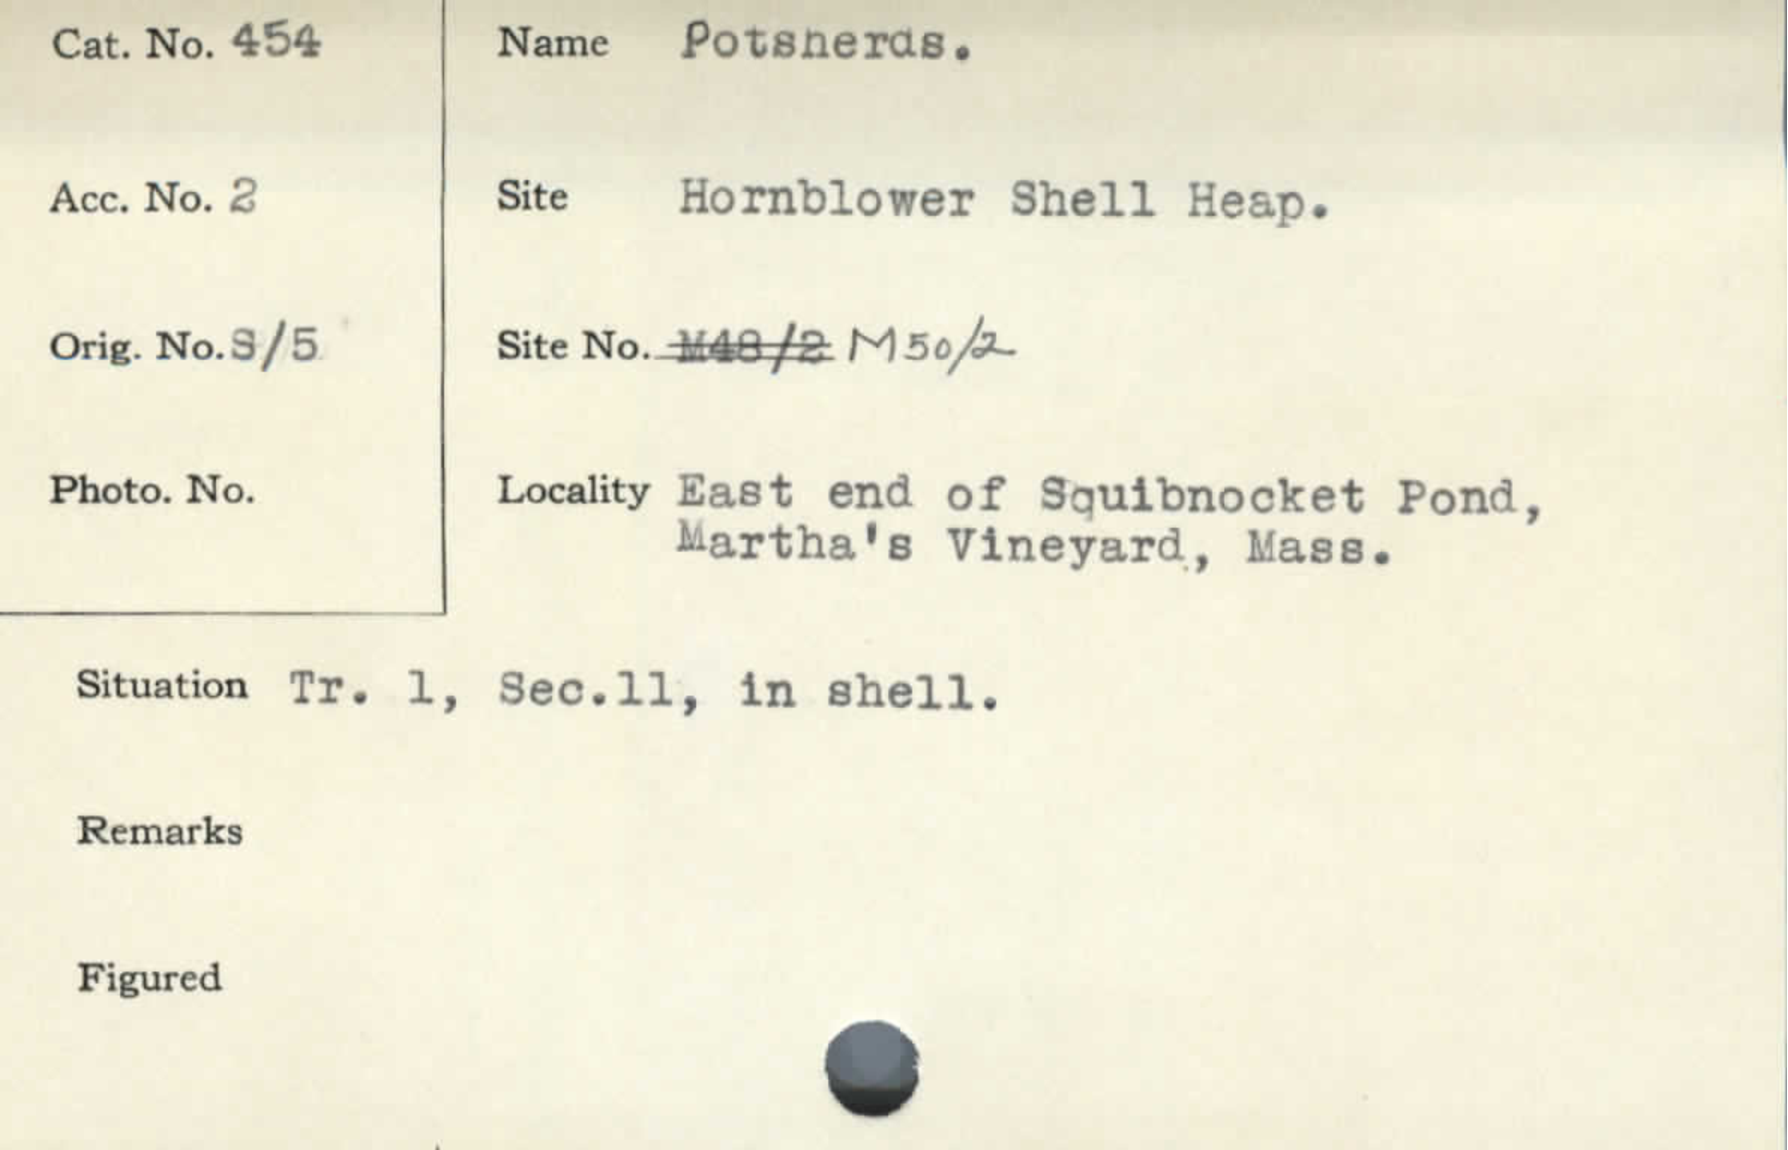 Cat. No. 454
Name Potsherds.
Acc. No. 2
Site Hornblower Shell Heap.
Orig. No. S/5
Site No. M48/2 M50/2
Photo. No.
Locality East end of Squibnocket Pond,
Martha's Vineyard, Mass.
Situation Tr. 1, Sec.11, in shell.
Remarks
Figured